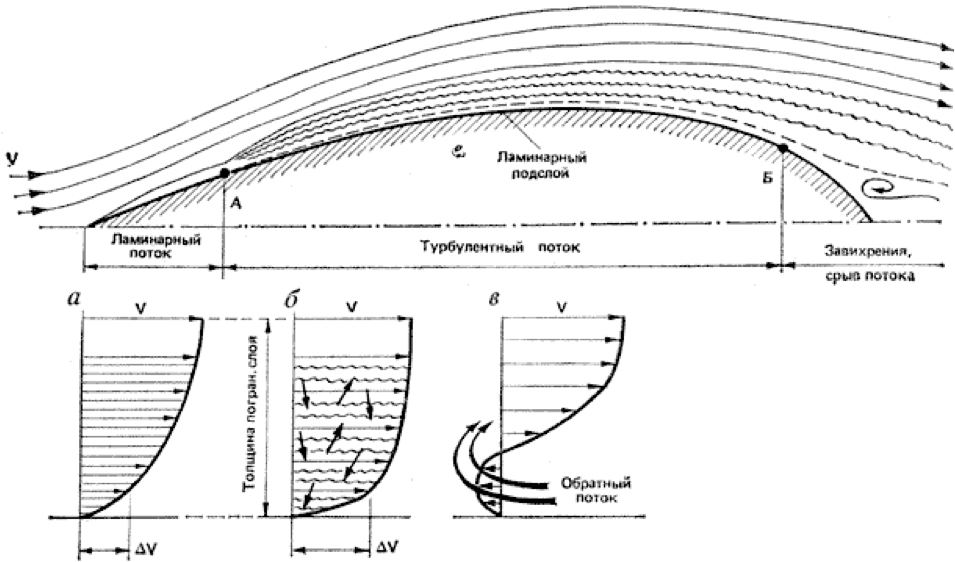 V
е
Ламинарный
подслой
А
Б
Ламинарный
поток
Турбулентный поток
Завихрения,
срыв потока
а
б
в
V
V
V
Толщина погран. слоя
Обратный
поток
ΔV
ΔV